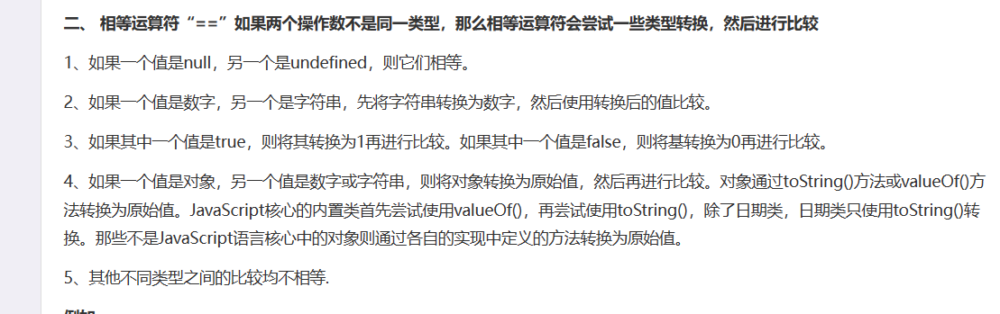 二、 相等运算符“==”如果两个操作数不是同一类型，那么相等运算符会尝试一些类型转换，然后进行比较
1、如果一个值是null，另一个是undefined，则它们相等。
2、如果一个值是数字，另一个是字符串，先将字符串转换为数字，然后使用转换后的值比较。
3、如果其中一个值是true，则将其转换为1再进行比较。如果其中一个值是false，则将基转换为0再进行比较。
4、如果一个值是对象，另一个值是数字或字符串，则将对象转换为原始值，然后再进行比较。对象通过toString()方法或valueOf()方
法转换为原始值。JavaScript核心的内置类首先尝试使用valueOf()，再尝试使用toString()，除了日期类，日期类只使用toString()转
换。那些不是JavaScript语言核心中的对象则通过各自的实现中定义的方法转换为原始值。
5、其他不同类型之间的比较均不相等.